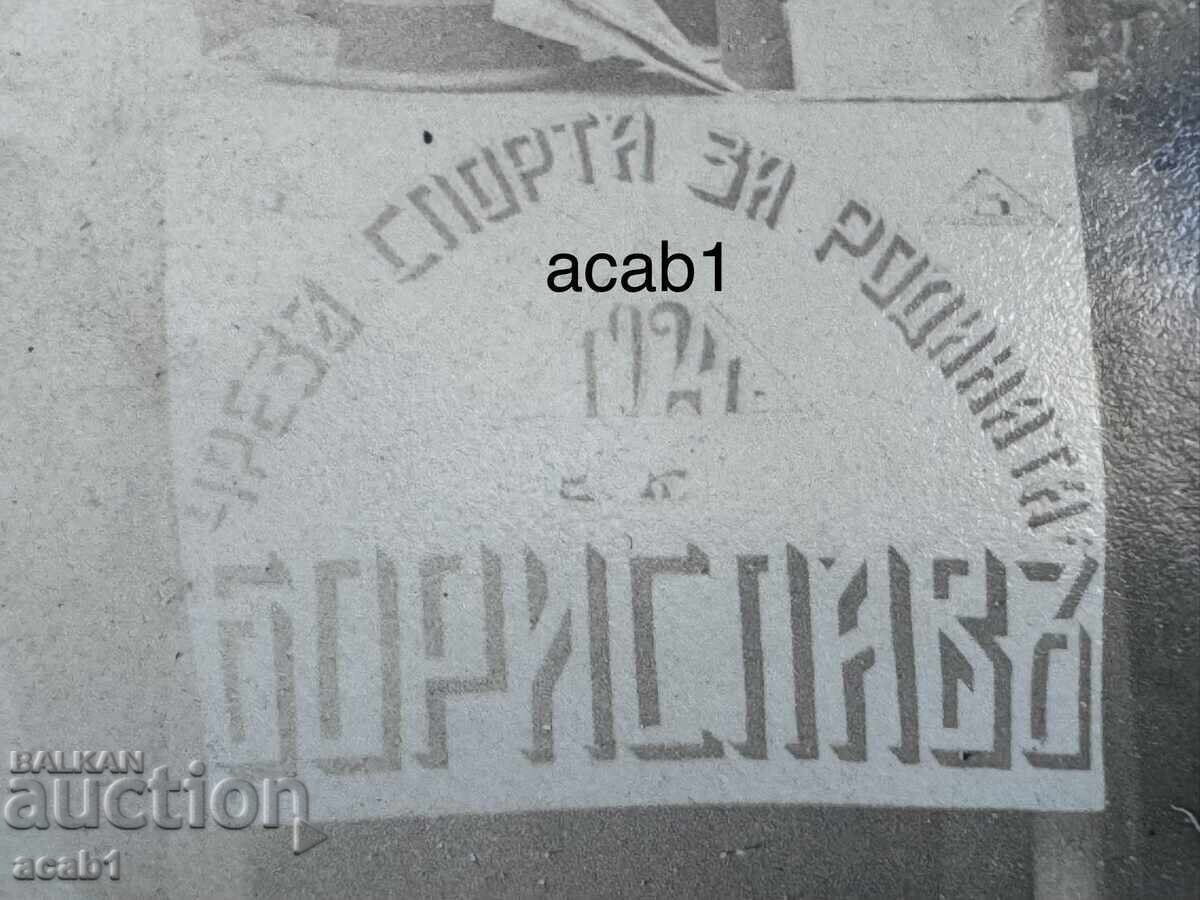 ЧРЕЗЪ СПОРТА ЗА РОДИНАТА
acab1
1924
С. К.
БОРИСЛАВЪ
BALKAN
auction
acab1